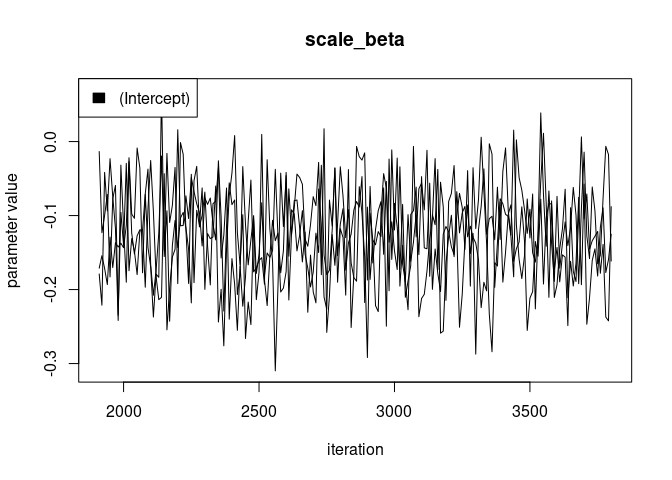 scale_beta
(Intercept)
0.0
-0.1
-0.2
-0.3
parameter value
2000 2500 3000 3500
iteration